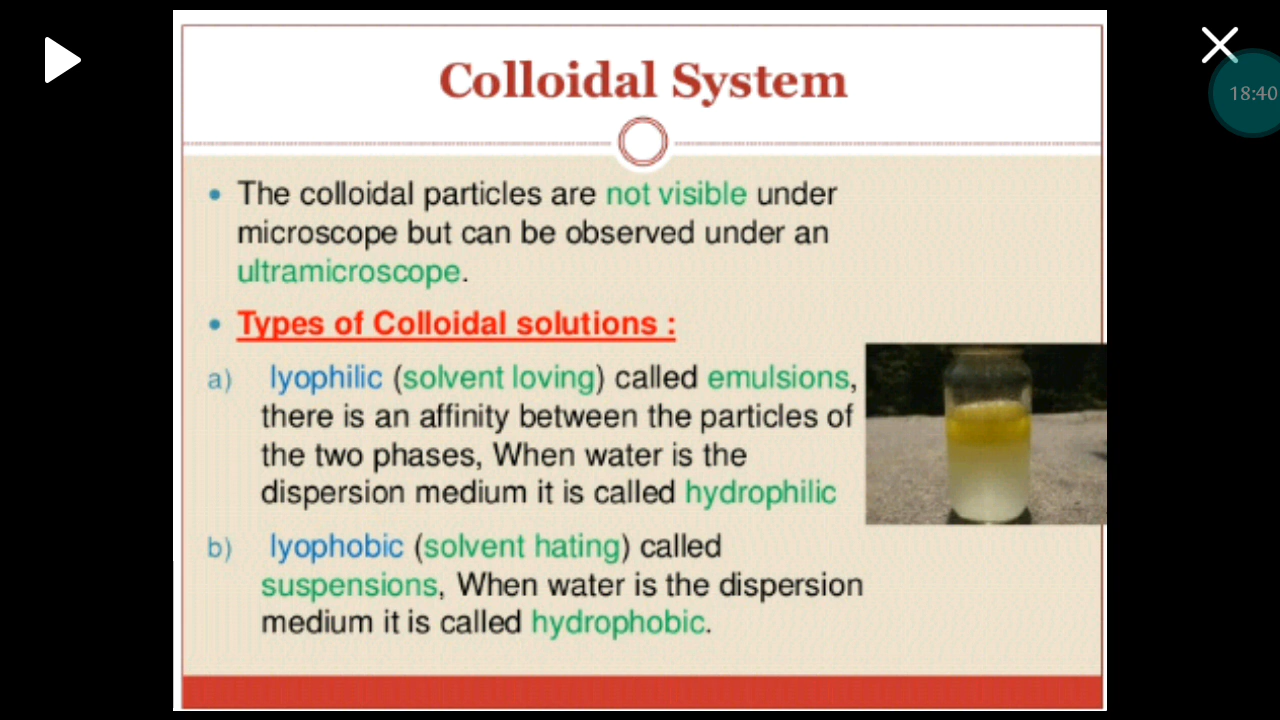 Colloidal System
18:40
• The colloidal particles are not visible under
microscope but can be observed under an
ultramicroscope.
• Types of Colloidal solutions :
a) lyophilic (solvent loving) called emulsions,
there is an affinity between the particles of
the two phases, When water is the
dispersion medium it is called hydrophilic
b) lyophobic (solvent hating) called
suspensions, When water is the dispersion
medium it is called hydrophobic.